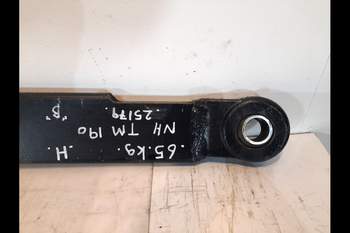 .65.kg. .H.
NH TM 190
.25179. "B"